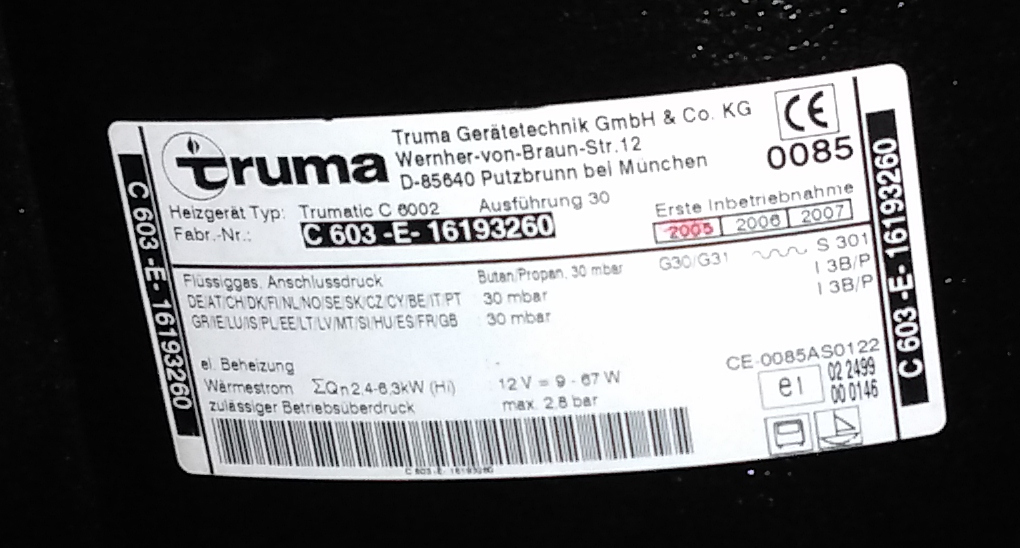 truma
Truma Gerätetechnik GmbH & Co. KG
Wernher-von-Braun-Str.12
D-85640 Putzbrunn bei München
CE
0085
Heizgerät Typ: Trumatic C 6002 Ausführung 30
Fabr.-Nr.: C 603 -E- 16193260
Erste Inbetriebnahme
2005 2006 2007
Flüssiggas, Anschlussdruck Butan/Propan, 30 mbar G30/G31 S 301
DE/AT/CH/DK/FI/NL/NO/SE/SK/CZ/CY/BE/IT/PT 30 mbar I 3B/P
GR/IE/LU/IS/PL/EE/LT/LV/MT/SI/HU/ES/FR/GB 30 mbar I 3B/P
el. Beheizung -
Wärmestrom ΣQn2,4-6,3kW (Hi) 12 V = 9 - 67 W
zulässiger Betriebsüberdruck max. 2,8 bar
CE-0085AS0122
e1 02 2499
00 0146
C 603 -E- 16193260
C 603 -E- 16193260
C 603 -E- 16193260